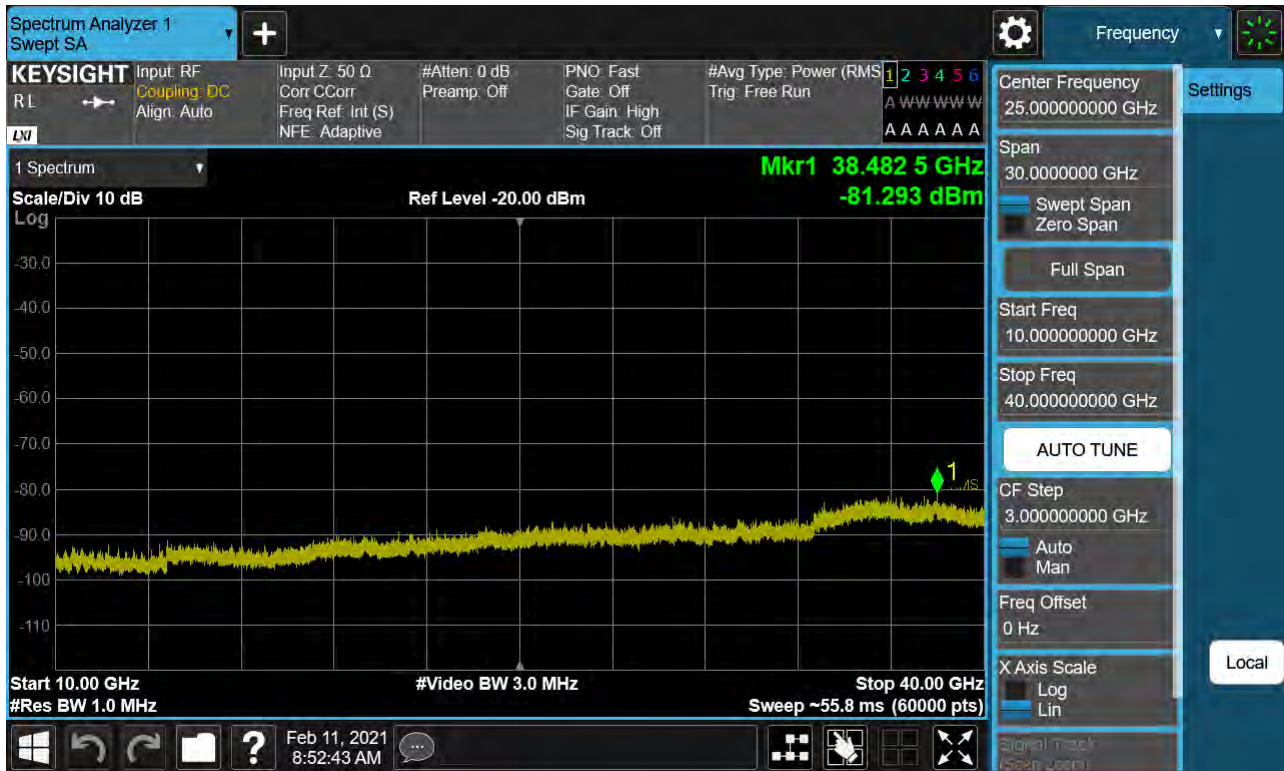 Spectrum Analyzer 1
Swept SA
+
Frequency
KEYSIGHT
RL
LXI
Input: RF
Coupling: DC
Align: Auto
Input Z: 50 Ω
Corr CCorr
Freq Ref: Int (S)
NFE: Adaptive
#Atten: 0 dB
Preamp: Off
PNO: Fast
Gate: Off
IF Gain: High
Sig Track: Off
#Avg Type: Power (RMS
Trig: Free Run
1 2 3 4 5 6
A W W W W W
A A A A A A
1 Spectrum
Mkr1 38.482 5 GHz
-81.293 dBm
Scale/Div 10 dB
Ref Level -20.00 dBm
Log
-30.0
-40.0
-50.0
-60.0
-70.0
-80.0
-90.0
-100
-110
1
Start 10.00 GHz
#Video BW 3.0 MHz
Stop 40.00 GHz
#Res BW 1.0 MHz
Sweep ~55.8 ms (60000 pts)
Center Frequency
25.000000000 GHz
Settings
Span
30.0000000 GHz
Swept Span
Zero Span
Full Span
Start Freq
10.000000000 GHz
Stop Freq
40.000000000 GHz
AUTO TUNE
CF Step
3.000000000 GHz
Auto
Man
Freq Offset
0 Hz
X Axis Scale
Log
Lin
Local
Signal Track
(Span Zoom)
?
Feb 11, 2021
8:52:43 AM